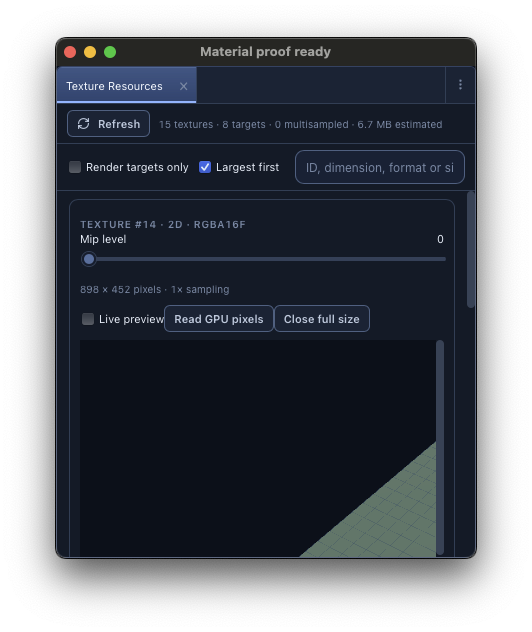 Material proof ready
Texture Resources
Refresh
15 textures · 8 targets · 0 multisampled · 6.7 MB estimated
Render targets only
Largest first
ID, dimension, format or si
TEXTURE #14 · 2D · RGBA16F
Mip level
0
898 × 452 pixels · 1× sampling
Live preview
Read GPU pixels
Close full size